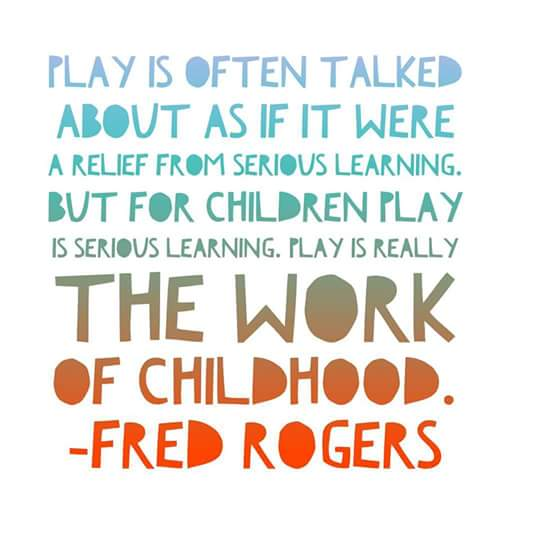 PLAY IS OFTEN TALKED
ABOUT AS IF IT WERE
A RELIEF FROM SERIOUS LEARNING.
BUT FOR CHILDREN PLAY
IS SERIOUS LEARNING. PLAY IS REALLY
THE WORK
OF CHILDHOOD.
-FRED ROGERS